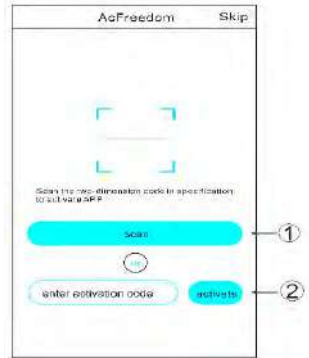 AcFreedom Skip
Scan the two-dimension code in specification
to activate APP
scan
①
or
enter activation code activate
②